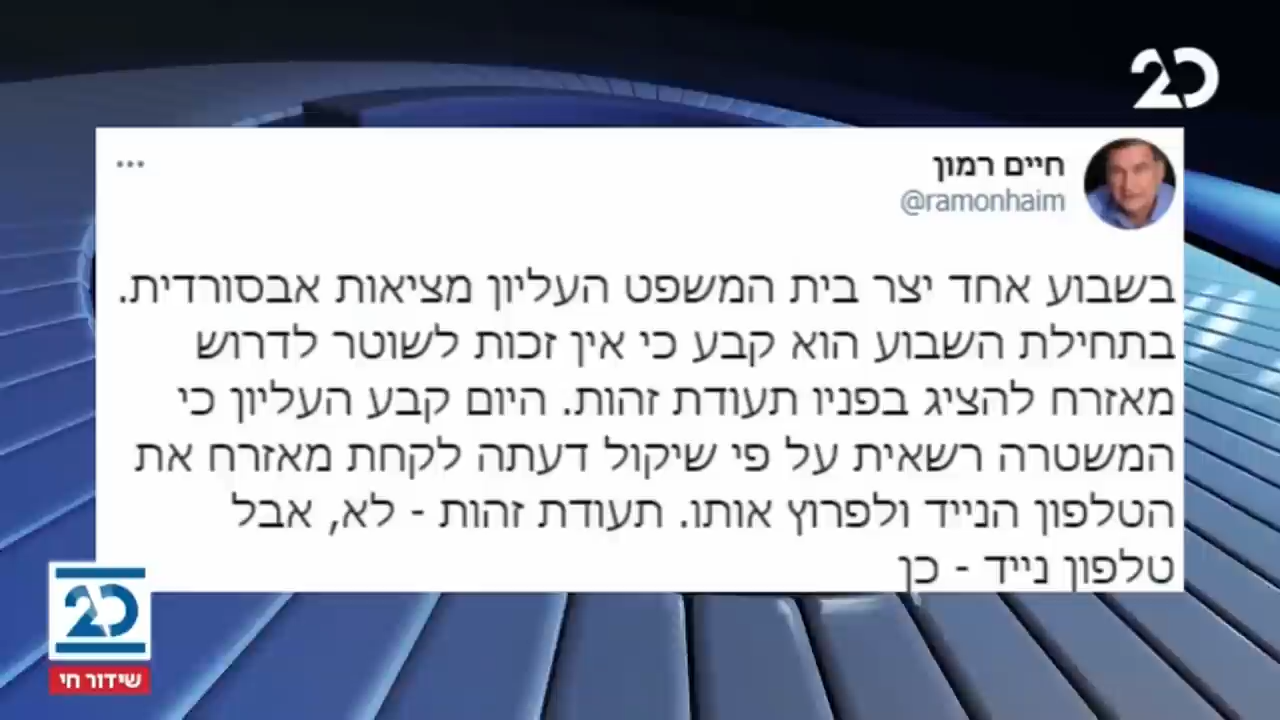 20
חיים רמון
@ramonhaim
בשבוע אחד יצר בית המשפט העליון מציאות אבסורדית.
בתחילת השבוע הוא קבע כי אין זכות לשוטר לדרוש
מאזרח להציג בפניו תעודת זהות. היום קבע העליון כי
המשטרה רשאית על פי שיקול דעתה לקחת מאזרח את
הטלפון הנייד ולפרוץ אותו. תעודת זהות - לא, אבל
טלפון נייד - כן
20
שידור חי